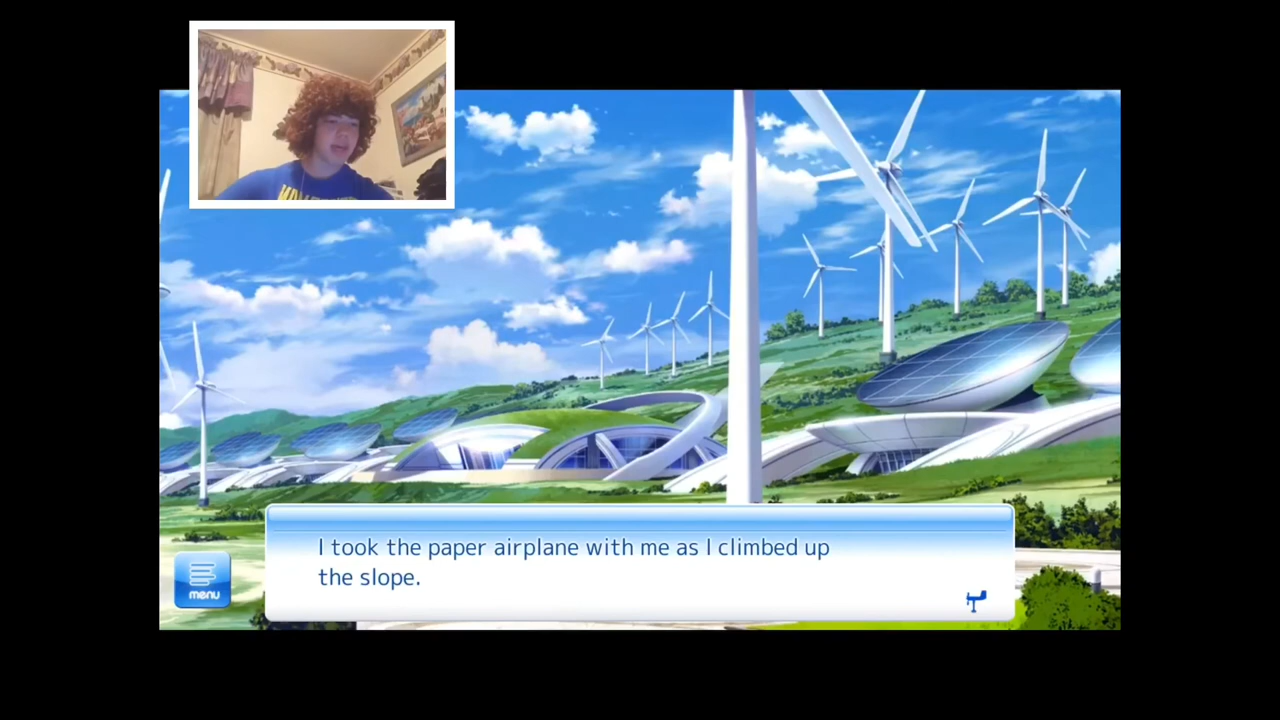 I took the paper airplane with me as I climbed up
the slope.
menu